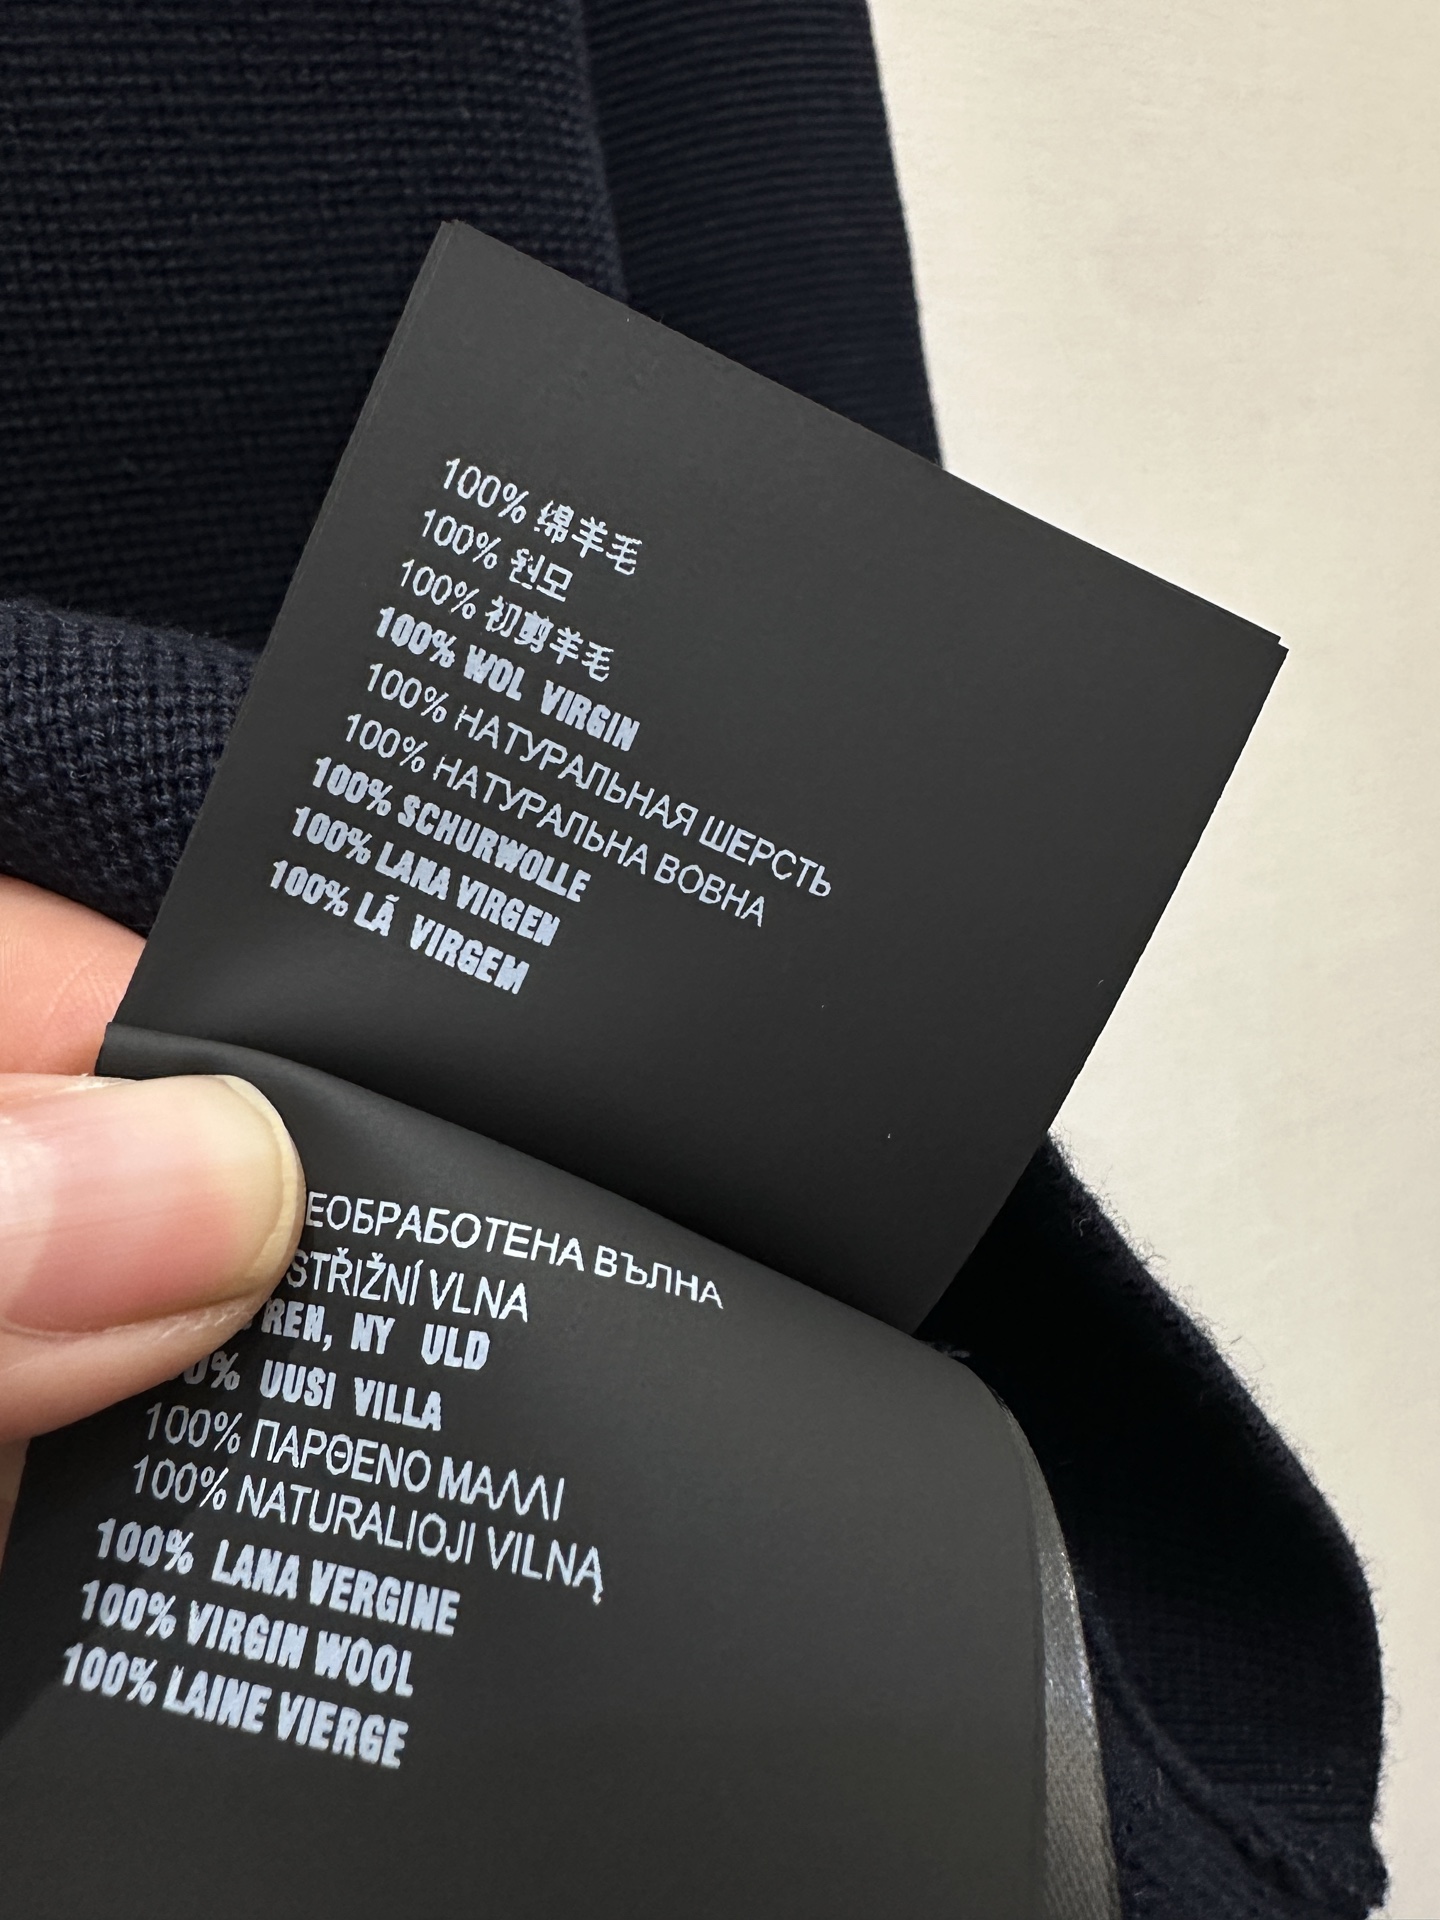 100% 绵羊毛
100% 원모
100% 初剪羊毛
100% WOL VIRGIN
100% НАТУРАЛЬНАЯ ШЕРСТЬ
100% НАТУРАЛЬНА ВОВНА
100% SCHURWOLLE
100% LANA VIRGEN
100% LÃ VIRGEM
ЕОБРАБОТЕНА ВЪЛНА
STŘIŽNÍ VLNA
REN, NY ULD
0% UUSI VILLA
100% ΠΑΡΘΕΝΟ ΜΑΛΛΙ
100% NATURALIOJI VILNĄ
100% LANA VERGINE
100% VIRGIN WOOL
100% LAINE VIERGE